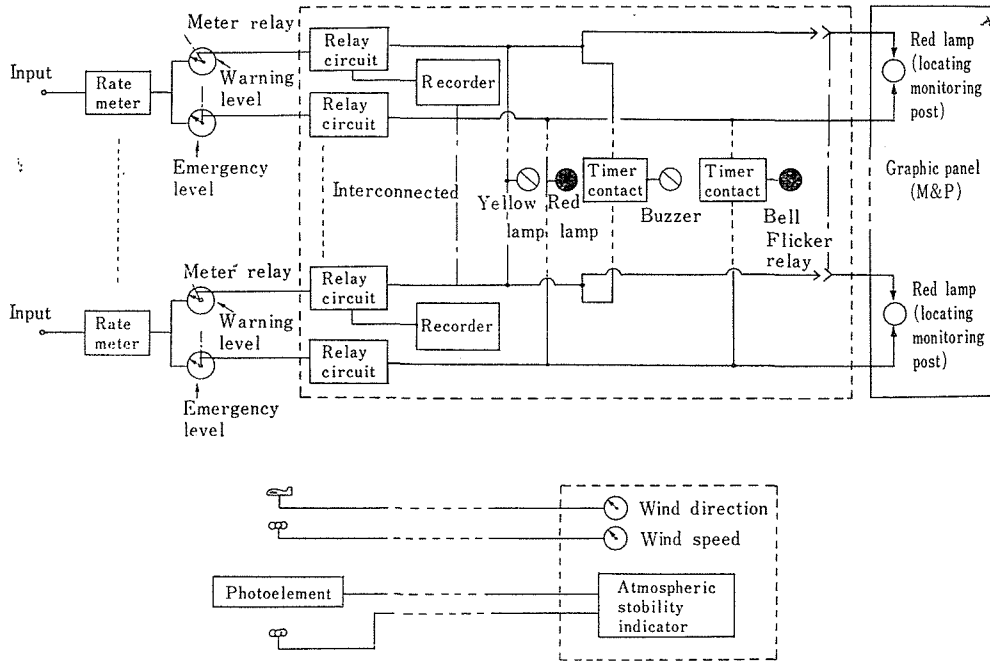 Meter relay
Input
Rate
meter
Warning
level
Emergency
level
Relay
circuit
Recorder
Relay
circuit
Interconnected
Yellow
lamp
Red
lamp
Timer
contact
Buzzer
Timer
contact
Bell
Flicker
relay
Red lamp
(locating
monitoring
post)
Graphic panel
(M&P)
Meter relay
Input
Rate
meter
Warning
level
Emergency
level
Relay
circuit
Recorder
Relay
circuit
Red lamp
(locating
monitoring
post)
Wind direction
Wind speed
Photoelement
Atmospheric
stobility
indicator